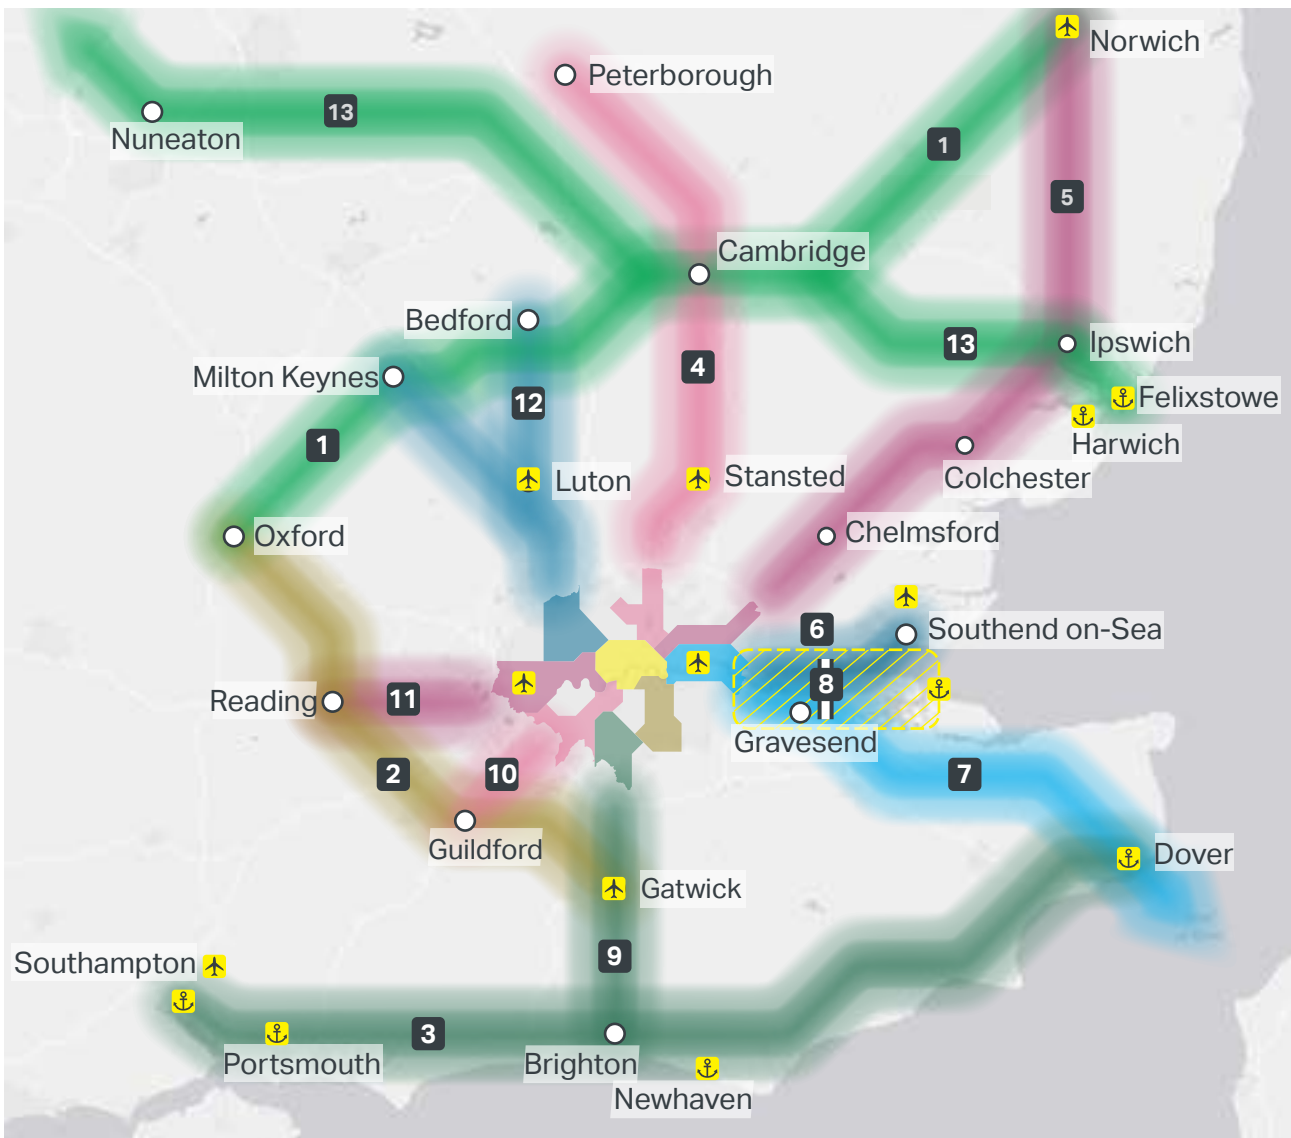 Norwich
Peterborough
13
Nuneaton
1
5
Cambridge
Bedford
13
Ipswich
4
Milton Keynes
12
Felixstowe
1
Harwich
Luton
Stansted
Colchester
Oxford
Chelmsford
6
Southend on-Sea
8
Reading
11
Gravesend
2
10
7
Guildford
Dover
Gatwick
9
Southampton
3
Portsmouth
Brighton
Newhaven